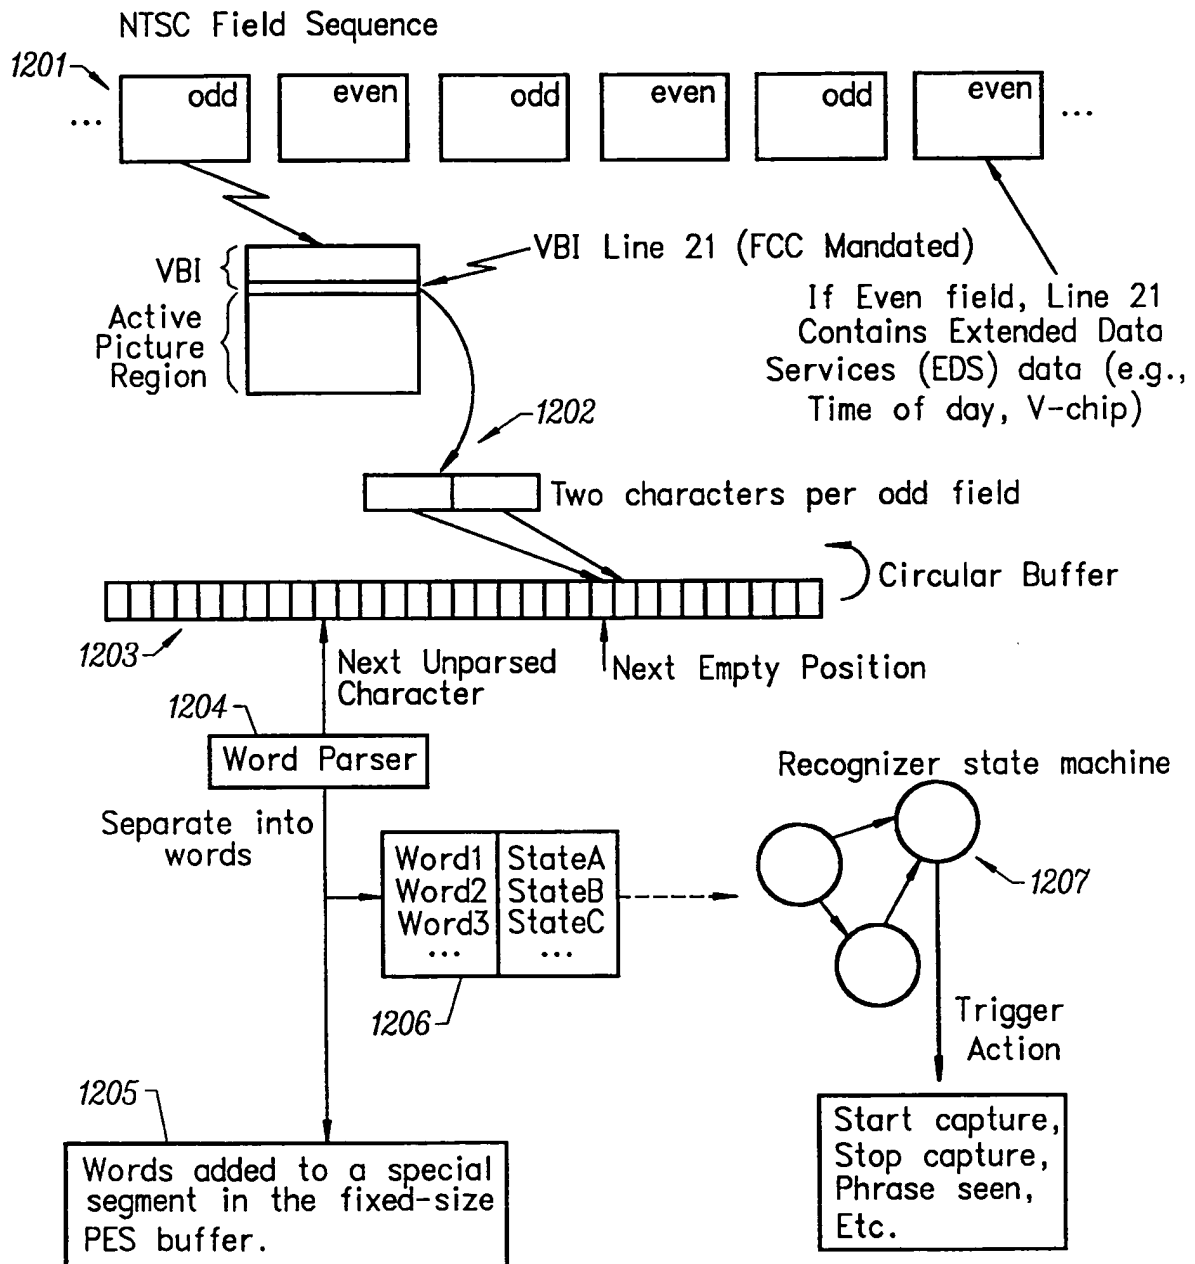 NTSC Field Sequence
1201
odd
even
odd
even
odd
even
...
...
VBI
VBI Line 21 (FCC Mandated)
Active
Picture
Region
If Even field, Line 21
Contains Extended Data
Services (EDS) data (e.g.,
Time of day, V-chip)
1202
Two characters per odd field
Circular Buffer
1203
Next Unparsed
Character
Next Empty Position
1204
Word Parser
Separate into
words
Word1 StateA
Word2 StateB
Word3 StateC
... ...
1206
Recognizer state machine
1207
Trigger
Action
1205
Words added to a special
segment in the fixed-size
PES buffer.
Start capture,
Stop capture,
Phrase seen,
Etc.